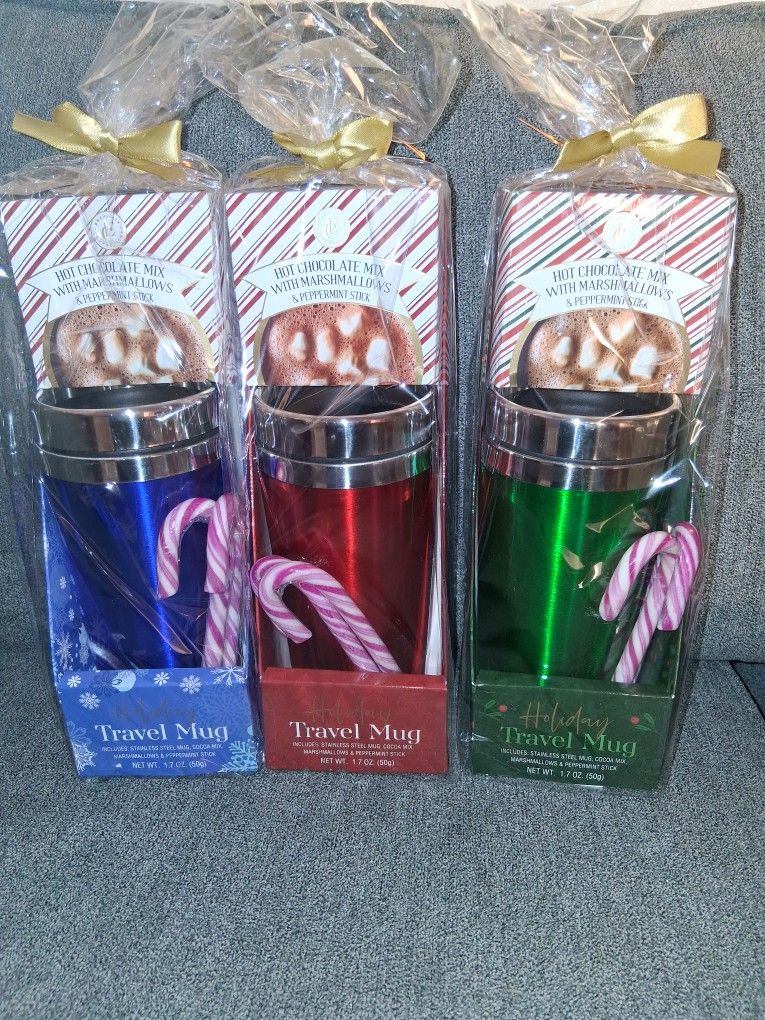 HOT CHOCOLATE MIX
WITH MARSHMALLOWS
& PEPPERMINT STICK
Holiday
Travel Mug
INCLUDES: STAINLESS STEEL MUG, COCOA MIX,
MARSHMALLOWS & PEPPERMINT STICK
NET WT. 1.7 OZ. (50g)
HOT CHOCOLATE MIX
WITH MARSHMALLOWS
& PEPPERMINT STICK
Holiday
Travel Mug
INCLUDES: STAINLESS STEEL MUG, COCOA MIX,
MARSHMALLOWS & PEPPERMINT STICK
NET WT. 1.7 OZ. (50g)
HOT CHOCOLATE MIX
WITH MARSHMALLOWS
& PEPPERMINT STICK
Holiday
Travel Mug
INCLUDES: STAINLESS STEEL MUG, COCOA MIX,
MARSHMALLOWS & PEPPERMINT STICK
NET WT. 1.7 OZ. (50g)